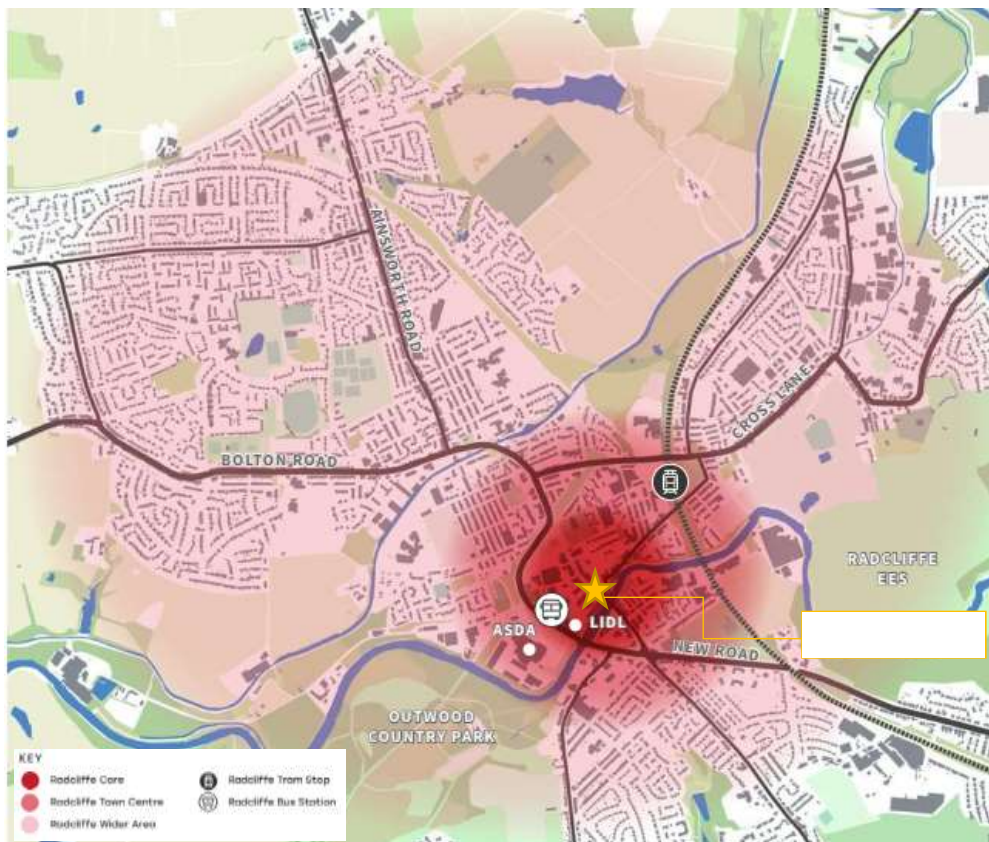 AINSWORTH ROAD
CROSS LANE
BOLTON ROAD
RADCLIFFE
EES
LIDL
ASDA
NEW ROAD
OUTWOOD
COUNTRY PARK
KEY
Radcliffe Core
Radcliffe Town Centre
Radcliffe Wider Area
Radcliffe Tram Stop
Radcliffe Bus Station